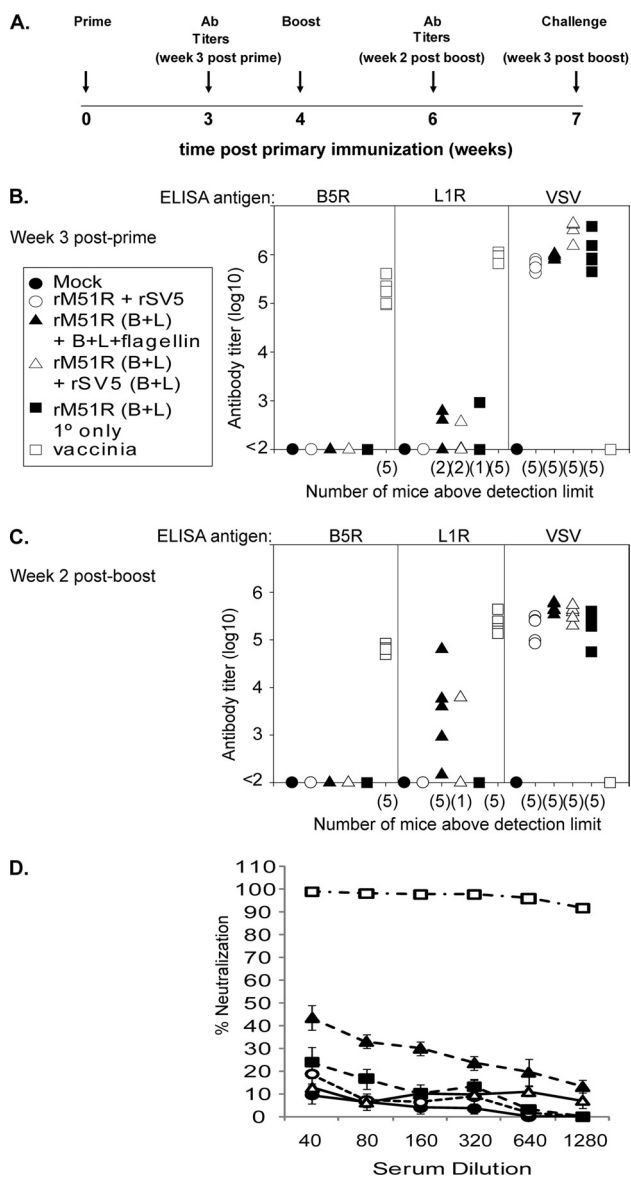 A.
Prime
Ab
Titers
(week 3 post prime)
Boost
Ab
Titers
(week 2 post boost)
Challenge
(week 3 post boost)
0 3 4 6 7
time post primary immunization (weeks)
B.
ELISA antigen: B5R L1R VSV
Week 3 post-prime
Mock
rM51R + rSV5
rM51R (B+L)
+ B+L+flagellin
rM51R (B+L)
+ rSV5 (B+L)
rM51R (B+L)
1º only
vaccinia
Antibody titer (log10)
6
5
4
3
<2
(5) (2)(2)(1)(5) (5)(5)(5)(5)
Number of mice above detection limit
C.
ELISA antigen: B5R L1R VSV
Week 2 post-boost
Antibody titer (log10)
6
5
4
3
<2
(5) (5)(1) (5) (5)(5)(5)(5)
Number of mice above detection limit
D.
% Neutralization
110
100
90
80
70
60
50
40
30
20
10
0
40 80 160 320 640 1280
Serum Dilution